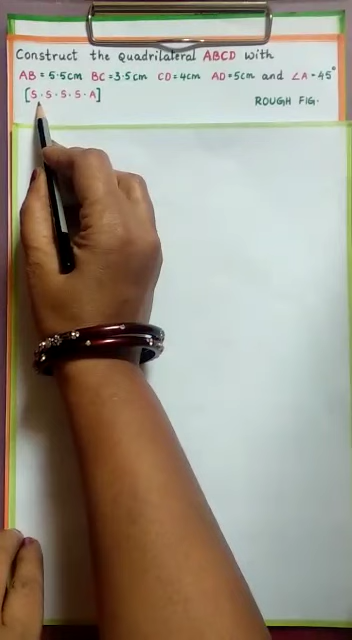 Construct the Quadrilateral ABCD with
AB = 5.5cm BC = 3.5cm CD = 4cm AD = 5cm and ∠A = 45°
[S.S.S.S.A]
ROUGH FIG.